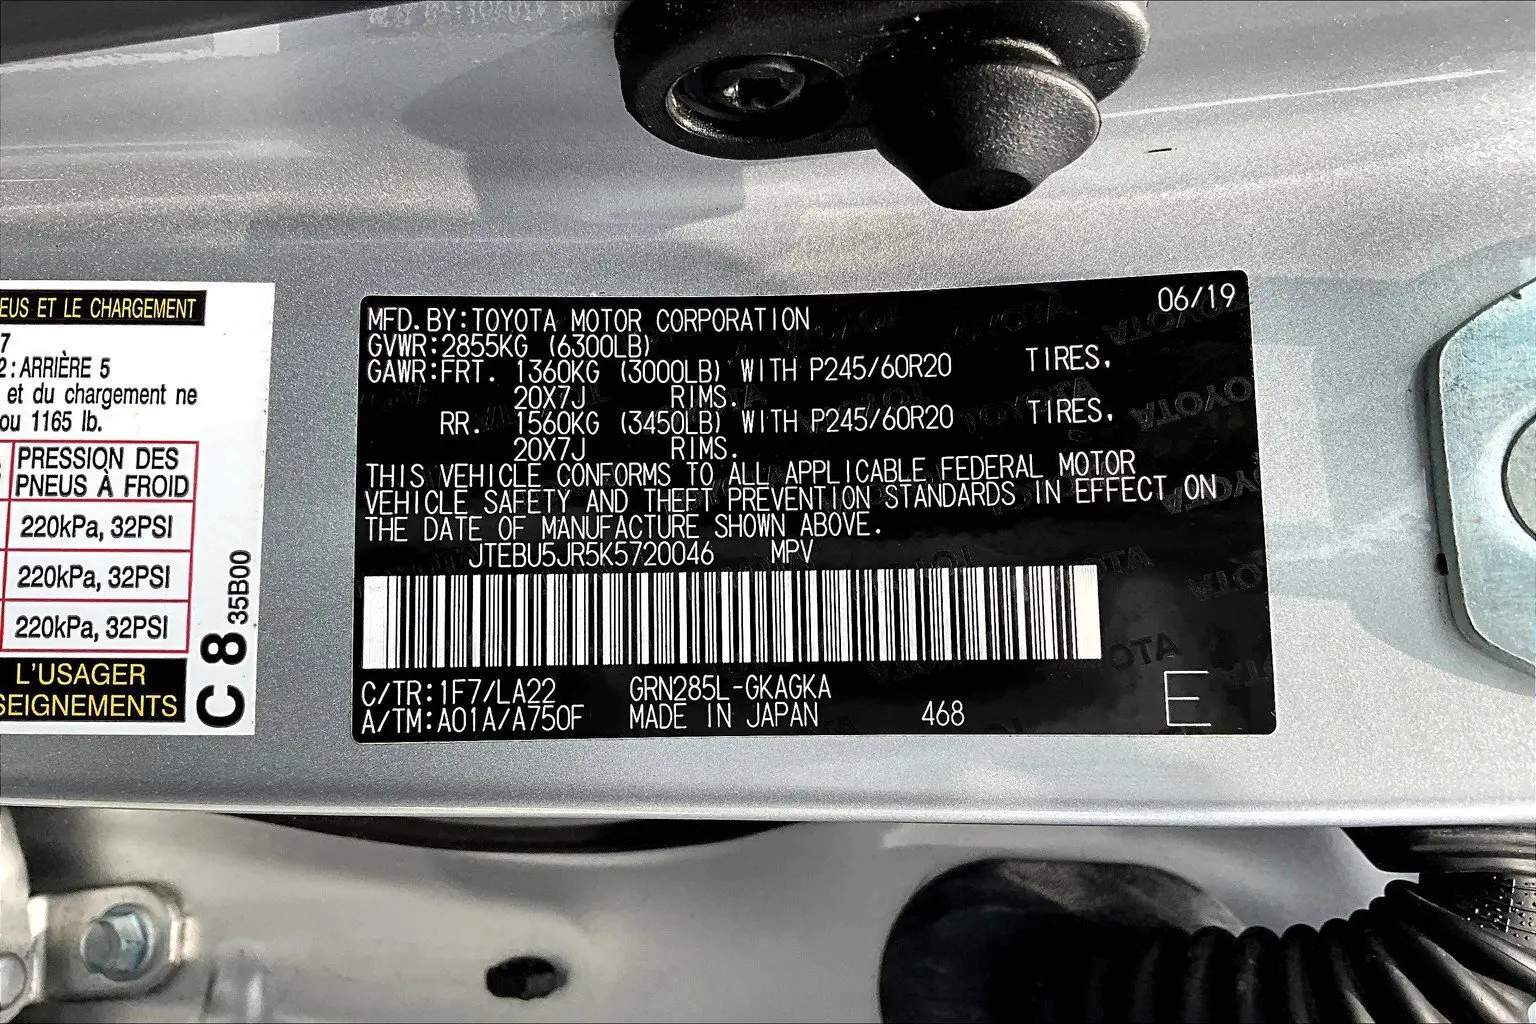 EUS ET LE CHARGEMENT
7
2:ARRIÈRE 5
et du chargement ne
ou 1165 lb.
PRESSION DES
PNEUS À FROID
220kPa, 32PSI
220kPa, 32PSI
220kPa, 32PSI
L'USAGER
SEIGNEMENTS
C 8 35B00
06/19
MFD.BY:TOYOTA MOTOR CORPORATION
GVWR:2855KG (6300LB)
GAWR:FRT. 1360KG (3000LB) WITH P245/60R20 TIRES,
20X7J RIMS.
RR. 1560KG (3450LB) WITH P245/60R20 TIRES,
20X7J RIMS.
THIS VEHICLE CONFORMS TO ALL APPLICABLE FEDERAL MOTOR
VEHICLE SAFETY AND THEFT PREVENTION STANDARDS IN EFFECT ON
THE DATE OF MANUFACTURE SHOWN ABOVE.
JTEBU5JR5K5720046 MPV
C/TR:1F7/LA22 GRN285L-GKAGKA
A/TM:A01A/A750F MADE IN JAPAN 468 E